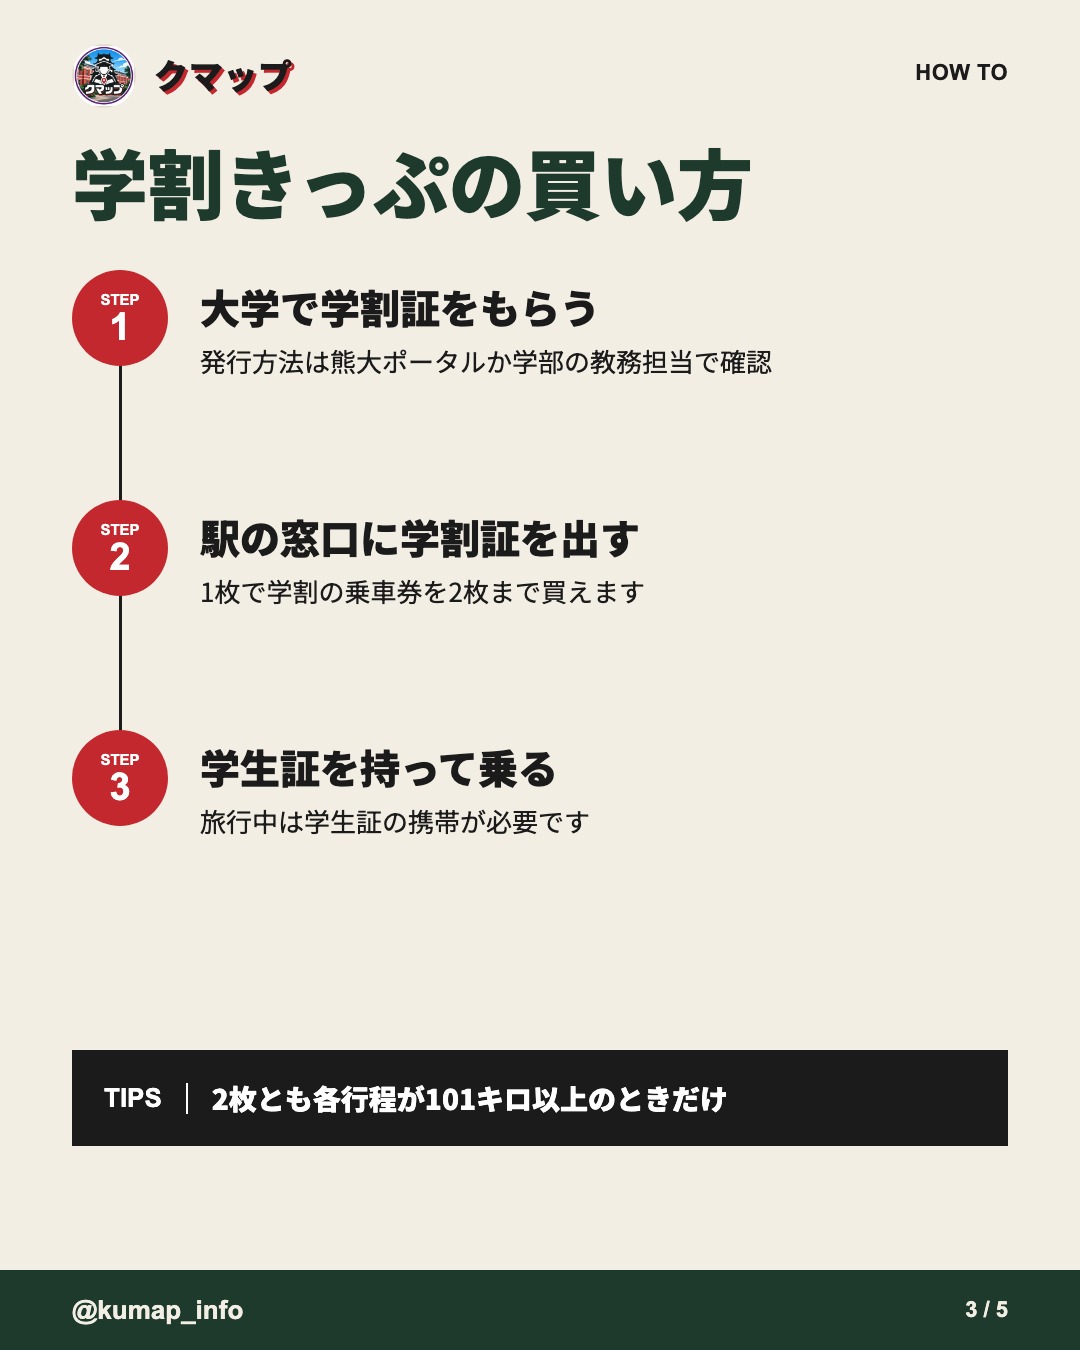 クマップ
クマップ
HOW TO
学割きっぷの買い方
STEP
1
大学で学割証をもらう
発行方法は熊大ポータルか学部の教務担当で確認
STEP
2
駅の窓口に学割証を出す
1枚で学割の乗車券を2枚まで買えます
STEP
3
学生証を持って乗る
旅行中は学生証の携帯が必要です
TIPS
2枚とも各行程が101キロ以上のときだけ
@kumap_info
3 / 5